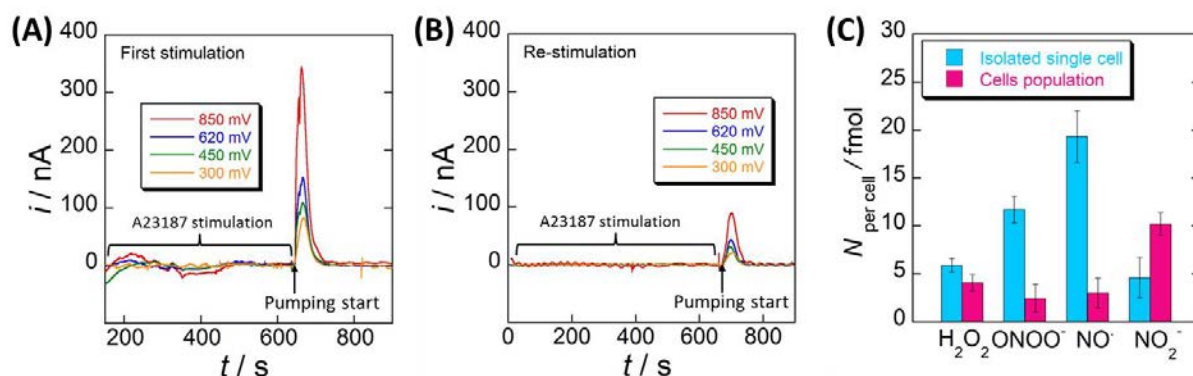 (A)
400
300
200
100
0
i / nA
First stimulation
850 mV
620 mV
450 mV
300 mV
A23187 stimulation
Pumping start
200 400 600 800
t / s
(B)
400
300
200
100
0
i / nA
Re-stimulation
850 mV
620 mV
450 mV
300 mV
A23187 stimulation
Pumping start
0 200 400 600 800
t / s
(C)
30
25
20
15
10
5
0
N per cell / fmol
Isolated single cell
Cells population
H₂O₂ ONOO⁻ NO· NO₂⁻